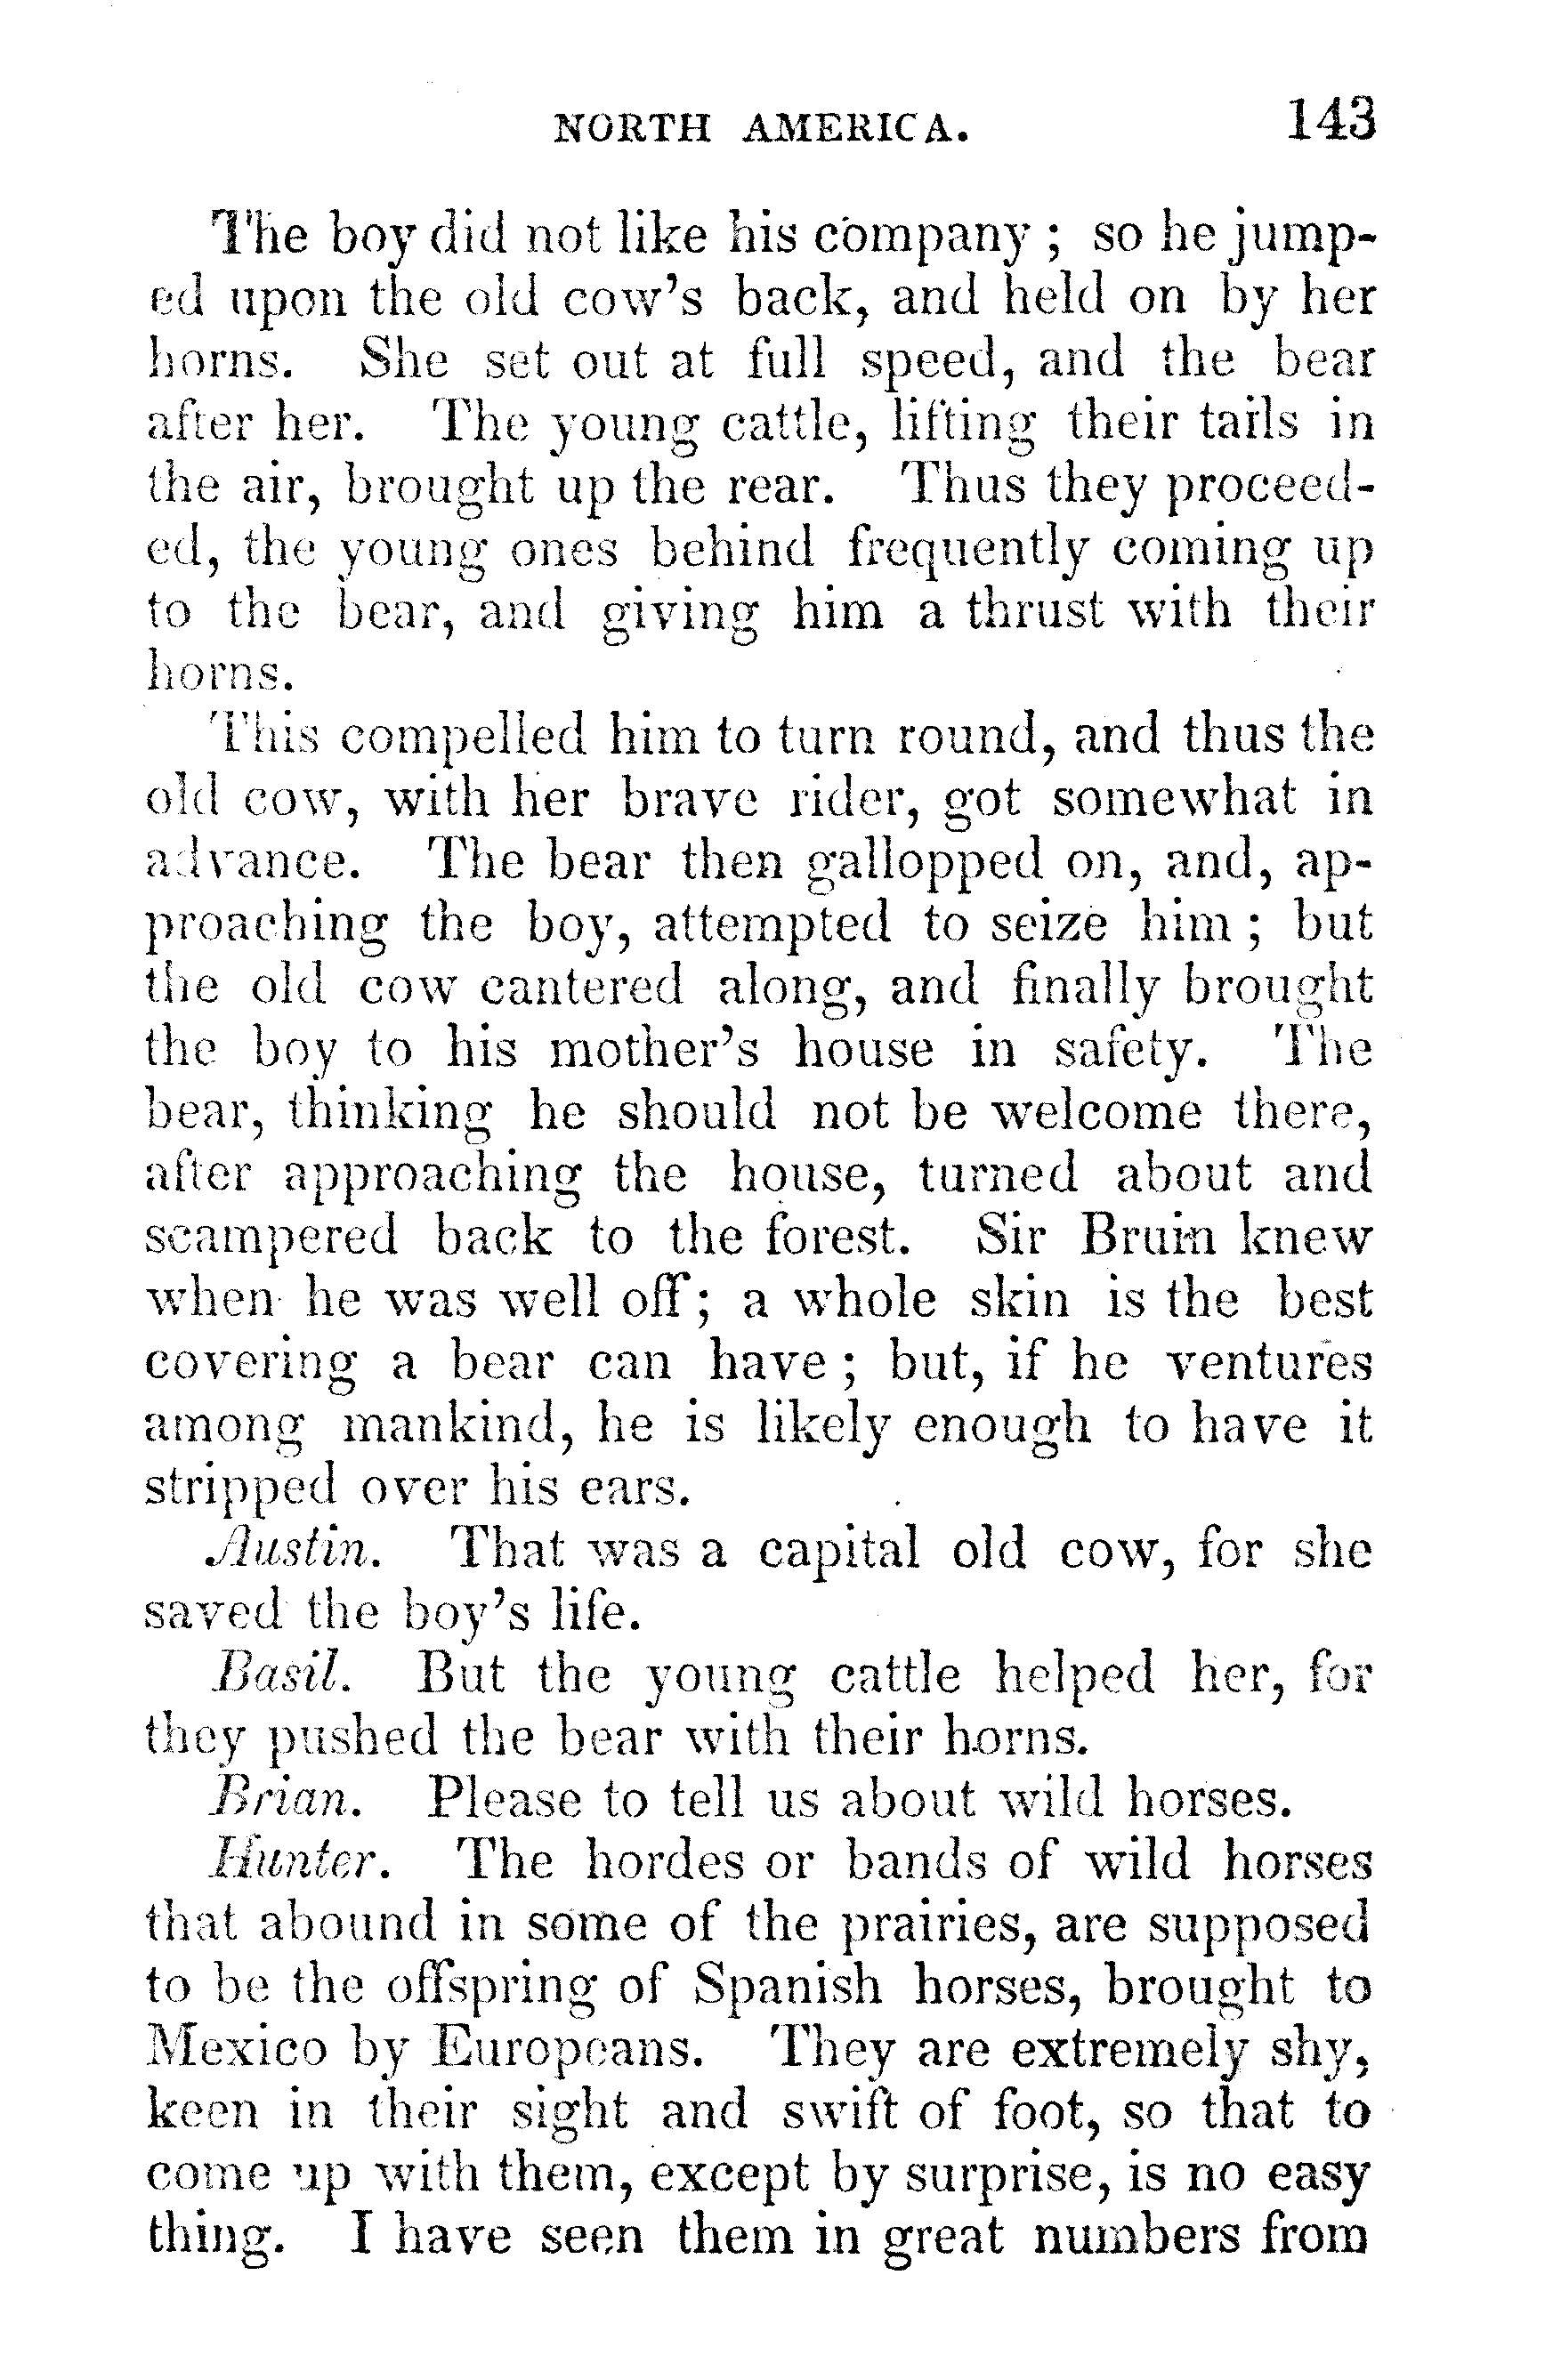 NORTH AMERICA. 143
The boy did not like his company; so he jump-
ed upon the old cow's back, and held on by her
horns. She set out at full speed, and the bear
after her. The young cattle, lifting their tails in
the air, brought up the rear. Thus they proceed-
ed, the young ones behind frequently coming up
to the bear, and giving him a thrust with their
horns.
This compelled him to turn round, and thus the
old cow, with her brave rider, got somewhat in
advance. The bear then gallopped on, and, ap-
proaching the boy, attempted to seize him; but
the old cow cantered along, and finally brought
the boy to his mother's house in safety. The
bear, thinking he should not be welcome there,
after approaching the house, turned about and
scampered back to the forest. Sir Bruin knew
when he was well off; a whole skin is the best
covering a bear can have; but, if he ventures
among mankind, he is likely enough to have it
stripped over his ears.
Austin. That was a capital old cow, for she
saved the boy's life.
Basil. But the young cattle helped her, for
they pushed the bear with their horns.
Brian. Please to tell us about wild horses.
Hunter. The hordes or bands of wild horses
that abound in some of the prairies, are supposed
to be the offspring of Spanish horses, brought to
Mexico by Europeans. They are extremely shy,
keen in their sight and swift of foot, so that to
come up with them, except by surprise, is no easy
thing. I have seen them in great numbers from